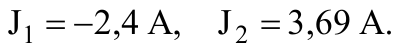 J₁ = −2,4 A, J₂ = 3,69 A.